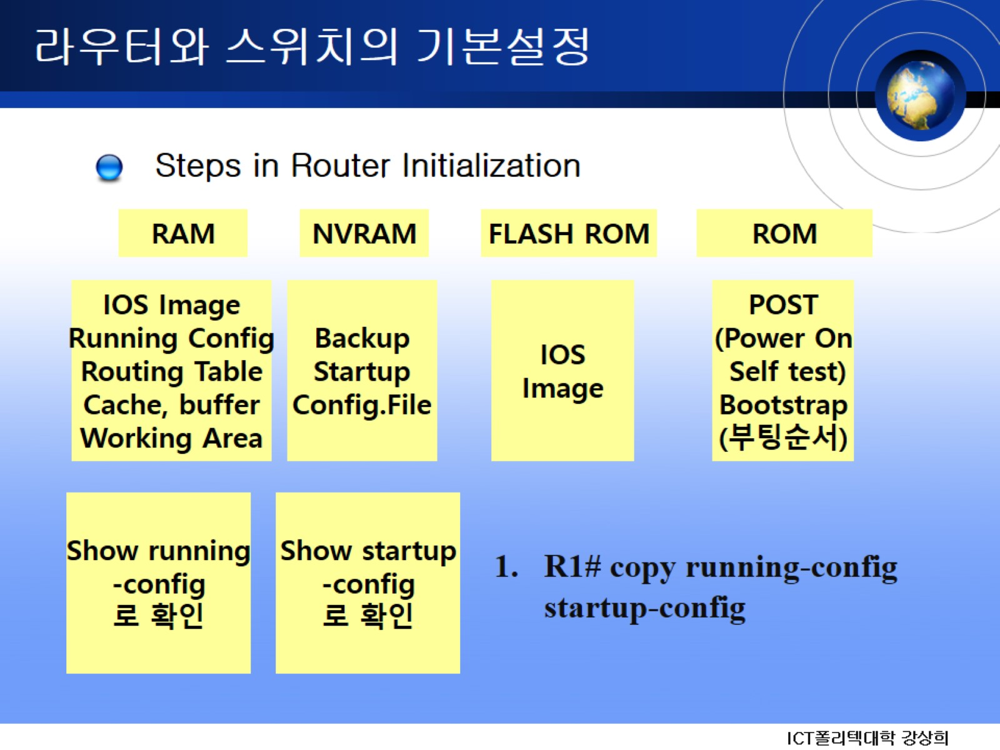 라우터와 스위치의 기본설정
Steps in Router Initialization
RAM
NVRAM
FLASH ROM
ROM
IOS Image
Running Config
Routing Table
Cache, buffer
Working Area
Backup
Startup
Config.File
IOS
Image
POST
(Power On
Self test)
Bootstrap
(부팅순서)
Show running
-config
로 확인
Show startup
-config
로 확인
1. R1# copy running-config
startup-config
ICT폴리텍대학 강상희